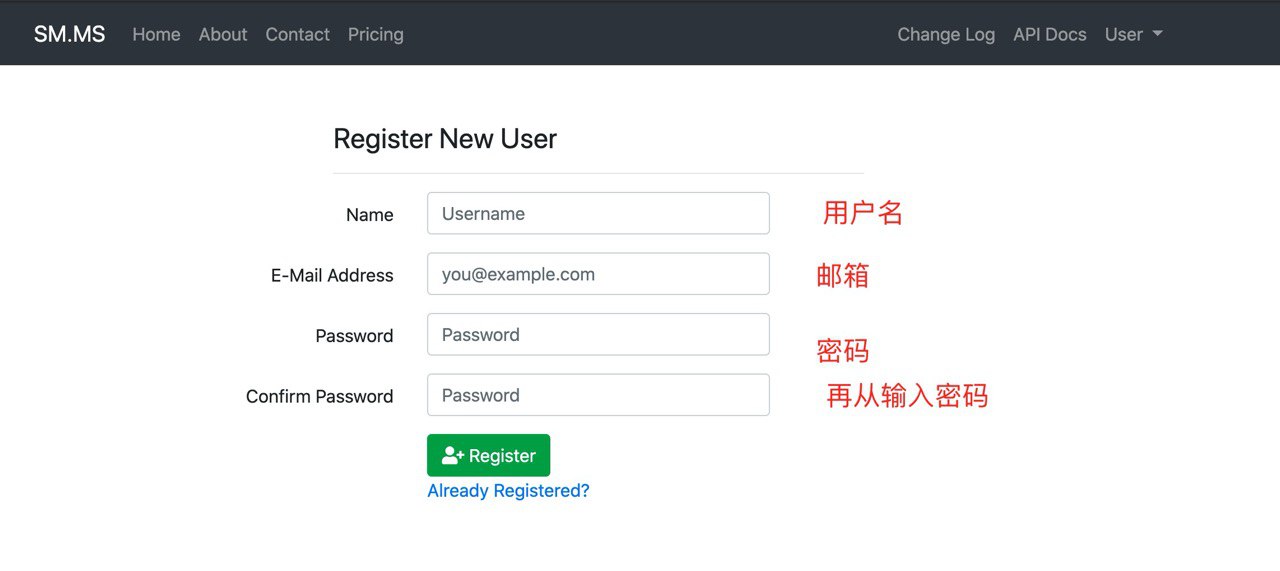 SM.MS Home About Contact Pricing Change Log API Docs User
Register New User
Name Username 用户名
E-Mail Address you@example.com 邮箱
Password Password 密码
Confirm Password Password 再从输入密码
Register
Already Registered?